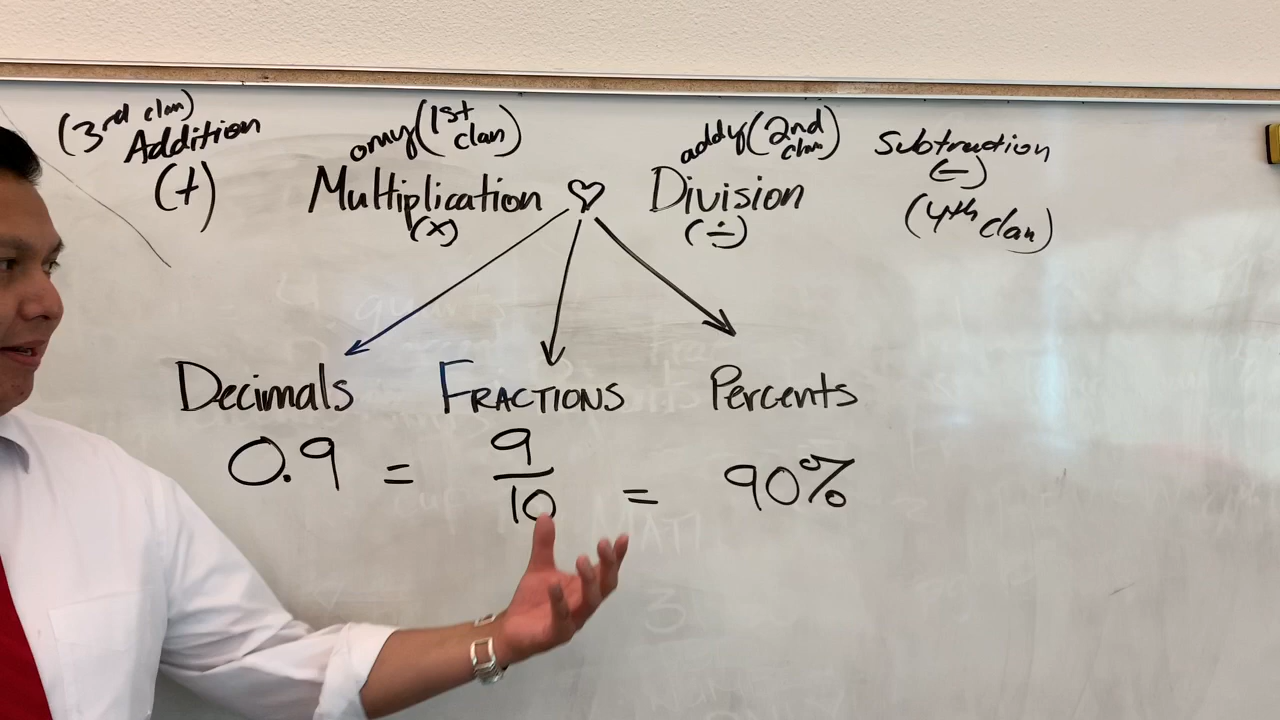 (3rd clan)
Addition
(+)
omy (1st clan)
Multiplication ♡
(×)
addy (2nd clan)
Division
(÷)
Subtraction
(−)
(4th clan)
Decimals FRACTIONS Percents
0.9 = 9/10 = 90%